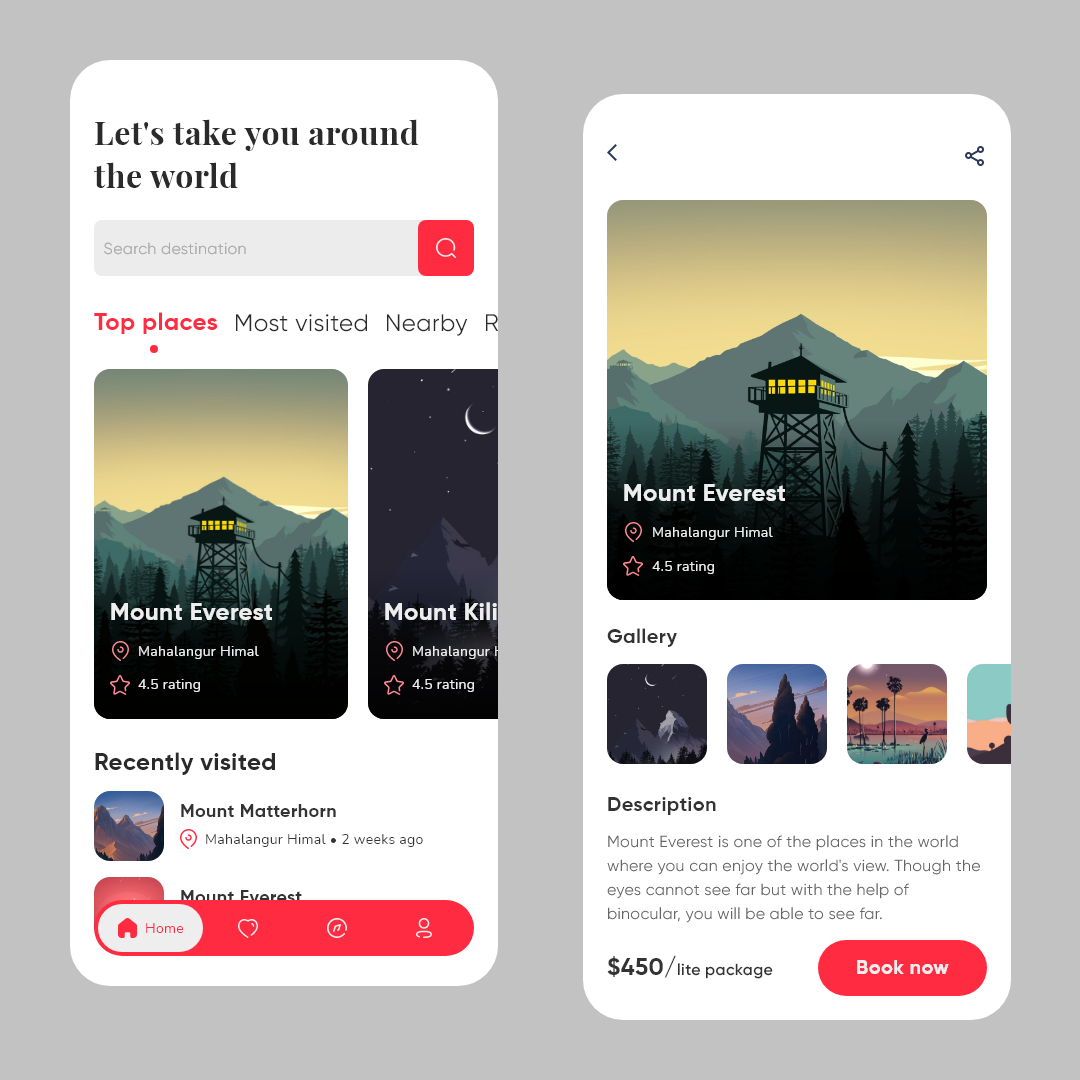 Let's take you around
the world
Search destination
Top places Most visited Nearby R
Mount Everest
Mahalangur Himal
4.5 rating
Mount Kili
Mahalangur H
4.5 rating
Recently visited
Mount Matterhorn
Mahalangur Himal • 2 weeks ago
Mount Everest
Home
Mount Everest
Mahalangur Himal
4.5 rating
Gallery
Description
Mount Everest is one of the places in the world
where you can enjoy the world's view. Though the
eyes cannot see far but with the help of
binocular, you will be able to see far.
$450/lite package
Book now